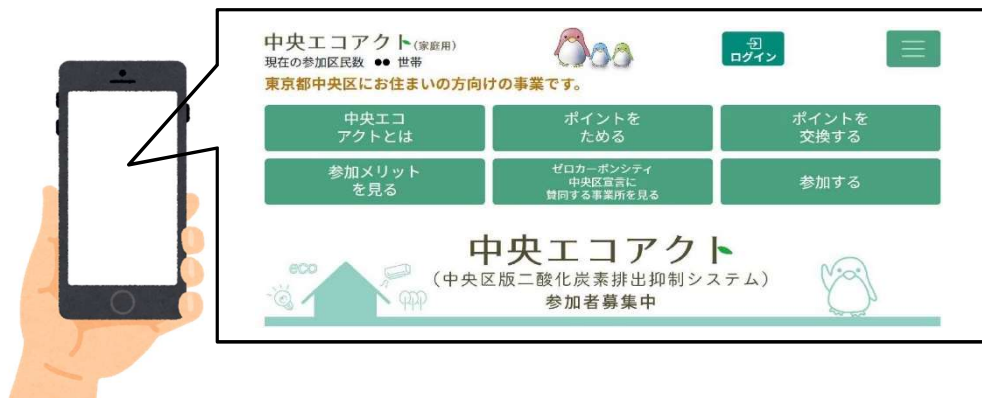 中央エコアクト(家庭用)
現在の参加区民数 ●● 世帯
東京都中央区にお住まいの方向けの事業です。
ログイン
中央エコ
アクトとは
ポイントを
ためる
ポイントを
交換する
参加メリット
を見る
ゼロカーボンシティ
中央区宣言に
賛同する事業所を見る
参加する
eco
中央エコアクト
(中央区版二酸化炭素排出抑制システム)
参加者募集中